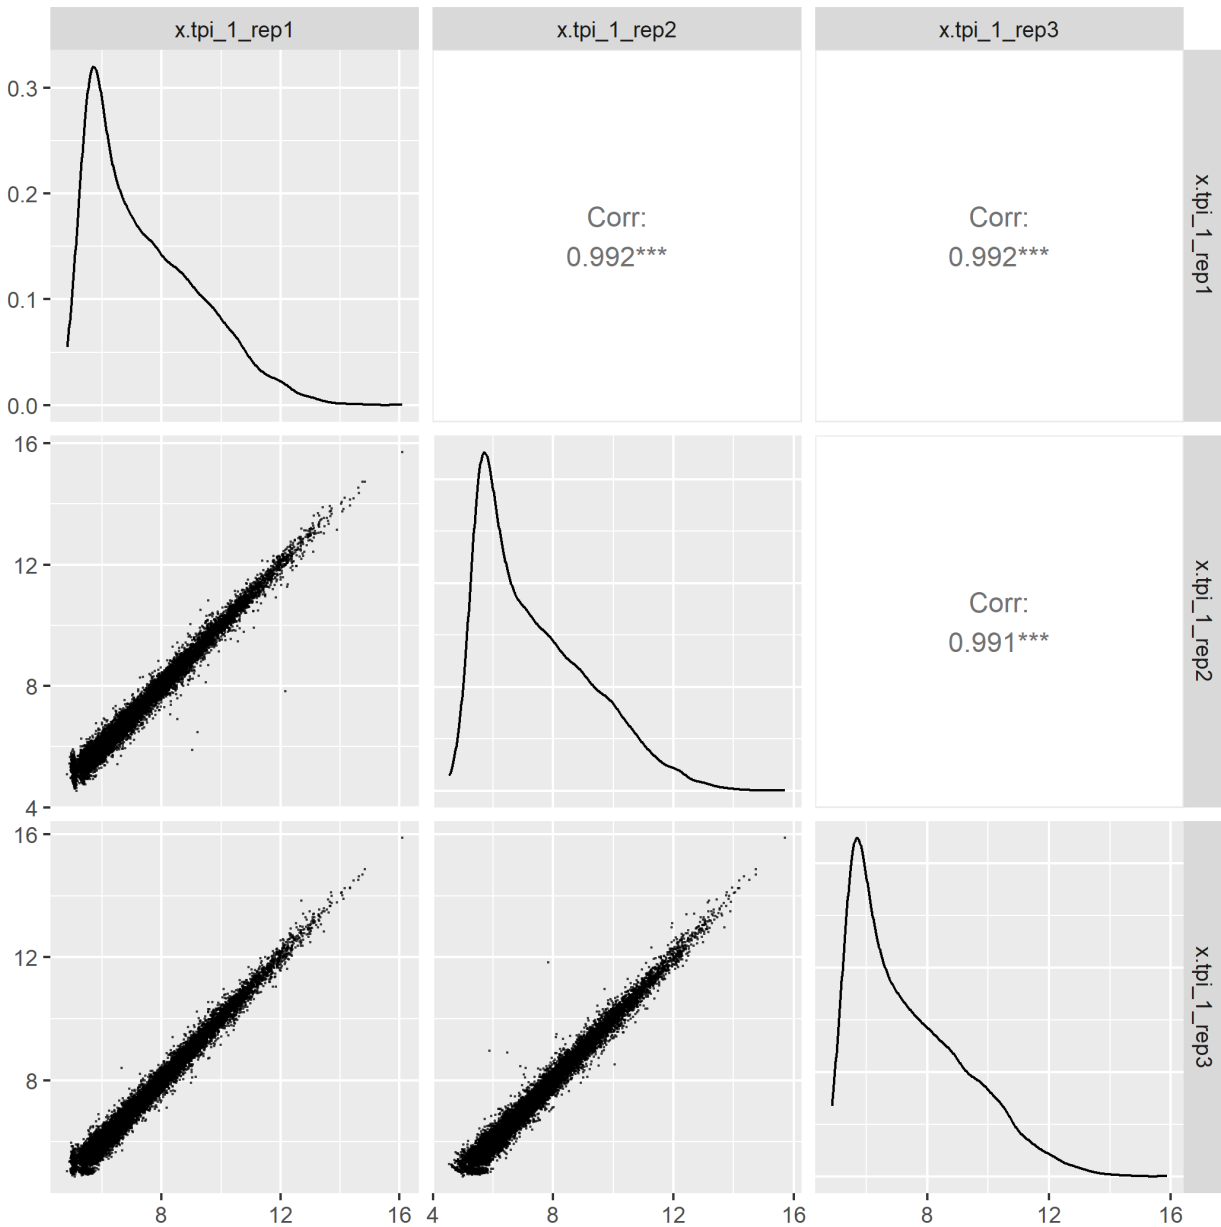 x.tpi_1_rep1
x.tpi_1_rep2
x.tpi_1_rep3
0.3
0.2
0.1
0.0
Corr:
0.992***
Corr:
0.992***
x.tpi_1_rep1
16
12
8
4
Corr:
0.991***
x.tpi_1_rep2
16
12
8
x.tpi_1_rep3
8
12
16
4
8
12
16
8
12
16